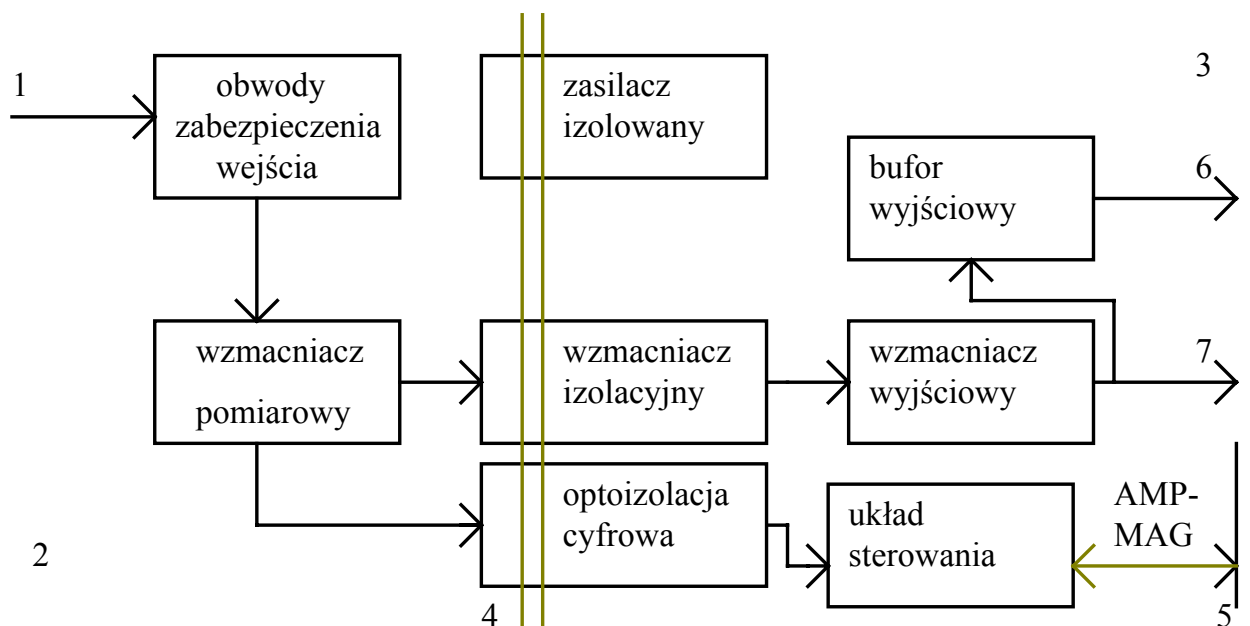 1
obwody
zabezpieczenia
wejścia
zasilacz
izolowany
3
bufor
wyjściowy
6
wzmacniacz
pomiarowy
wzmacniacz
izolacyjny
wzmacniacz
wyjściowy
7
optoizolacja
cyfrowa
układ
sterowania
AMP-
MAG
2
4
5